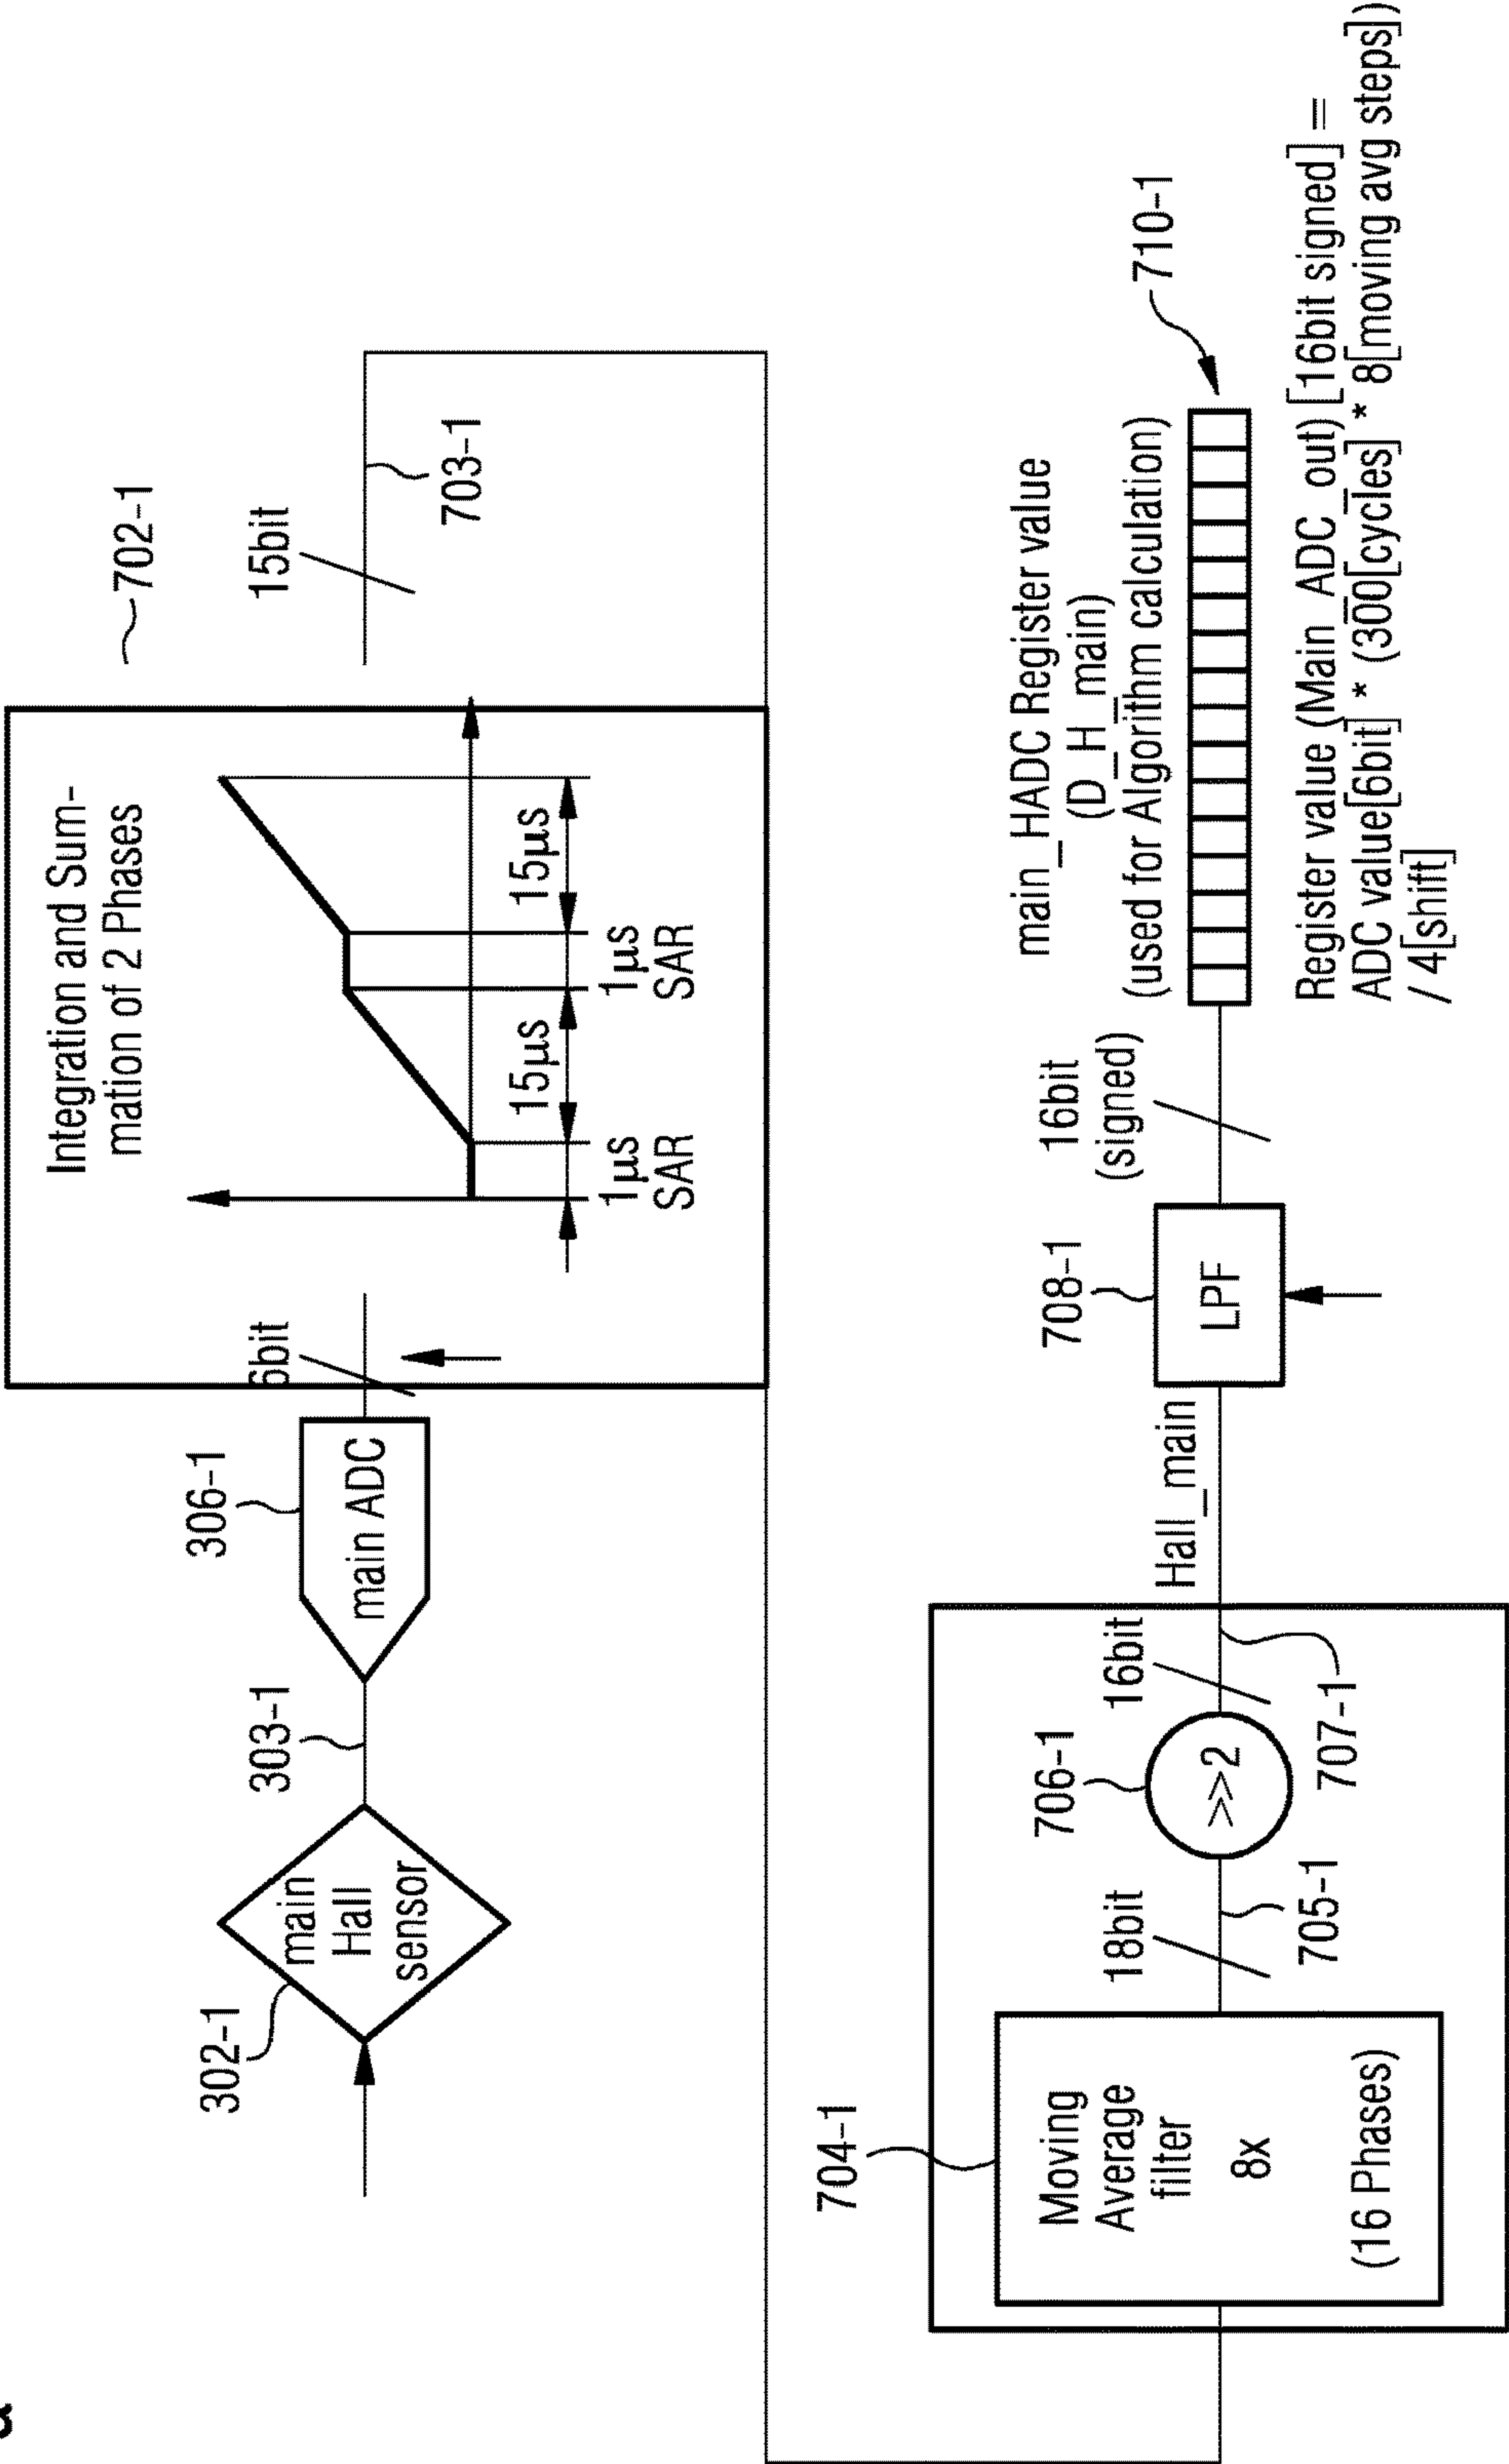 302-1
main
Hall
sensor
303-1
306-1
main ADC
6bit
702-1
Integration and Sum-
mation of 2 Phases
1µs
SAR
15µs
1µs
SAR
15µs
15bit
703-1
704-1
Moving
Average
filter
8x
(16 Phases)
18bit
705-1
706-1
>>2
16bit
707-1
Hall_main
708-1
LPF
16bit
(signed)
main_HADC Register value
(D_H_main)
(used for Algorithm calculation)
710-1
Register value (Main_ADC_out) [16bit signed] =
ADC value[6bit] * (300[cycles] * 8[moving avg steps])
/ 4[shift]